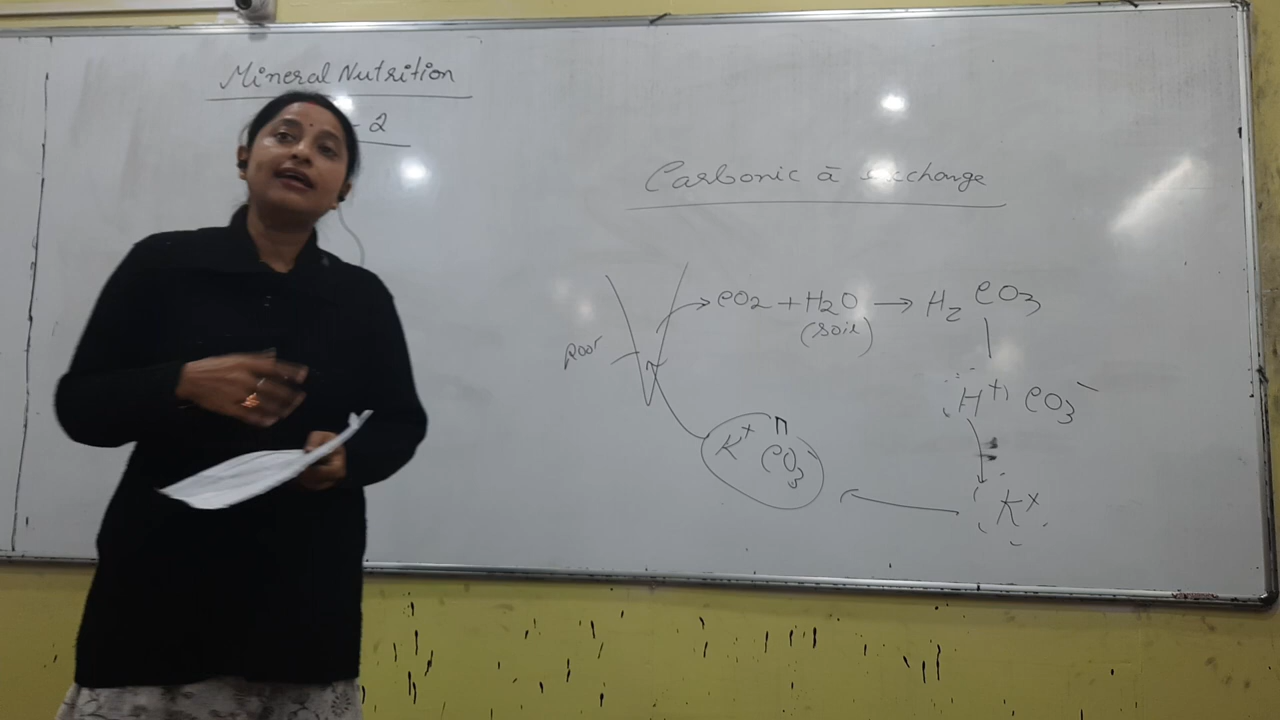 Mineral Nutrition
- 2
Carbonic ā exchange
CO2 + H2O → H2 CO3
(soil)
Root
H+ CO3-
K+ CO3-
K+